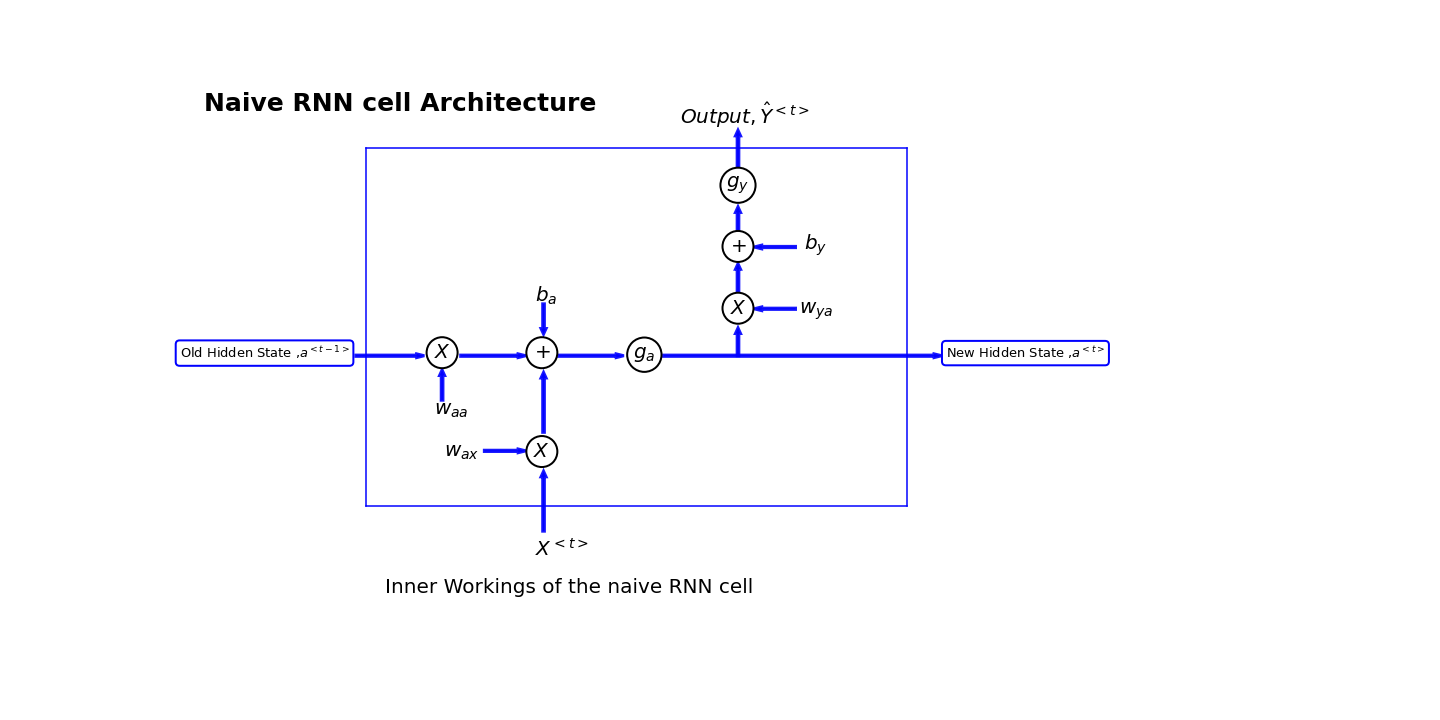 Naive RNN cell Architecture
Output, Ŷ^{<t>}
g_y
+
b_y
X
w_{ya}
b_a
Old Hidden State ,a^{<t-1>}
X
+
g_a
New Hidden State ,a^{<t>}
w_{aa}
w_{ax}
X
X^{<t>}
Inner Workings of the naive RNN cell